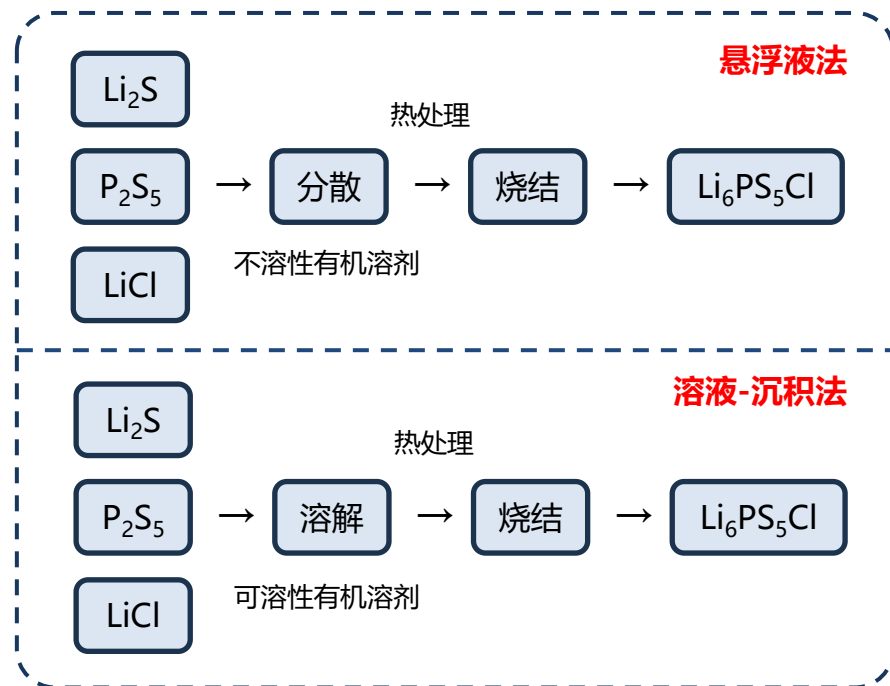 悬浮液法
Li₂S
热处理
P₂S₅ → 分散 → 烧结 → Li₆PS₅Cl
不溶性有机溶剂
LiCl
溶液-沉积法
Li₂S
热处理
P₂S₅ → 溶解 → 烧结 → Li₆PS₅Cl
可溶性有机溶剂
LiCl